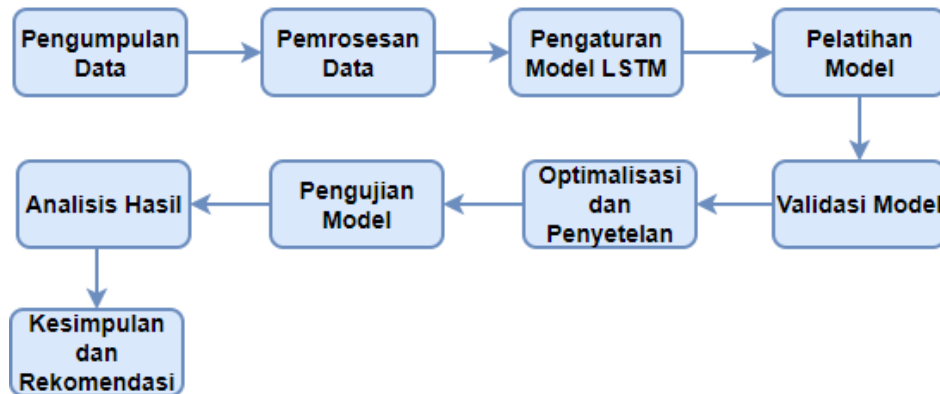 Pengumpulan
Data
Pemrosesan
Data
Pengaturan
Model LSTM
Pelatihan
Model
Validasi Model
Optimalisasi
dan
Penyetelan
Pengujian
Model
Analisis Hasil
Kesimpulan
dan
Rekomendasi